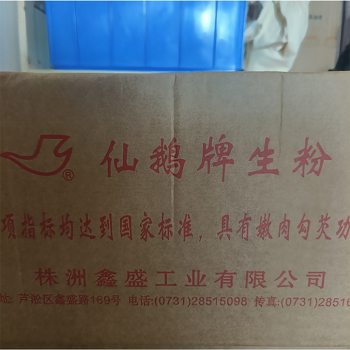 ® 仙鹅牌生粉
项指标均达到国家标准，具有嫩肉勾芡功
株洲鑫盛工业有限公司
址: 芦淞区鑫盛路169号 电话:(0731)28515098 传真:(0731)28516